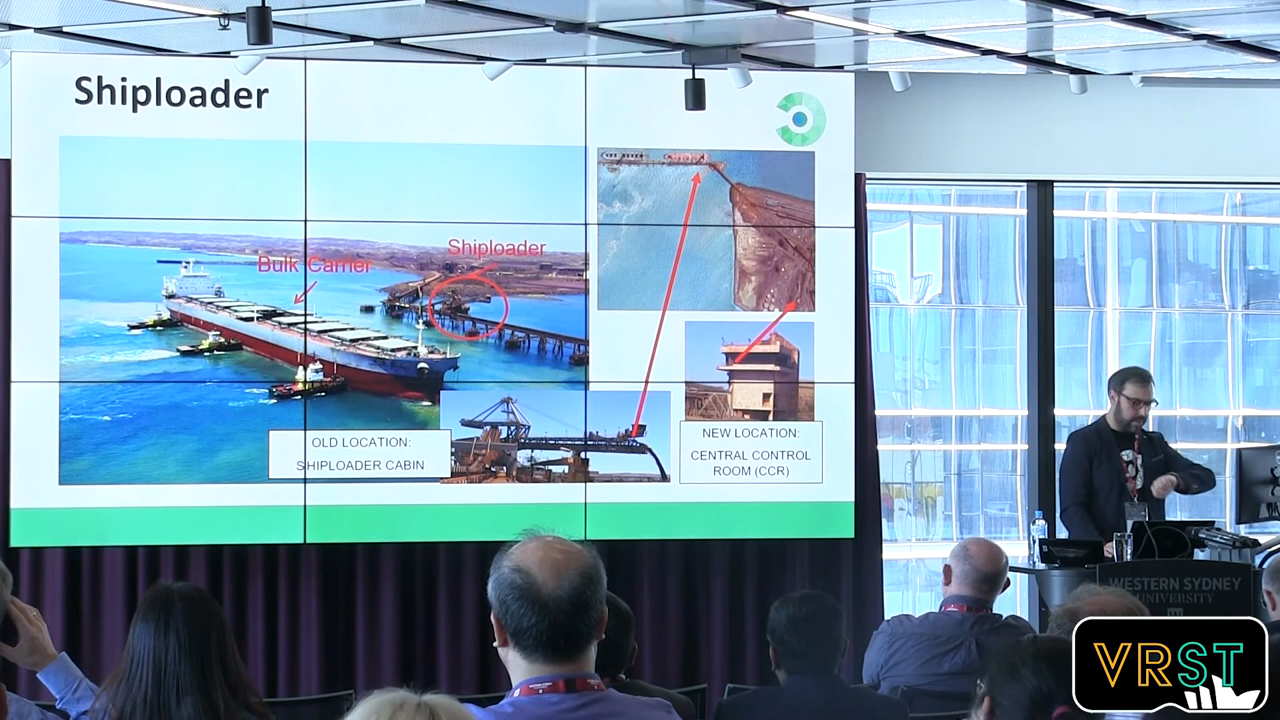 Shiploader
Bulk Carrier
Shiploader
OLD LOCATION:
SHIPLOADER CABIN
NEW LOCATION:
CENTRAL CONTROL
ROOM (CCR)
WESTERN SYDNEY
UNIVERSITY
VRST